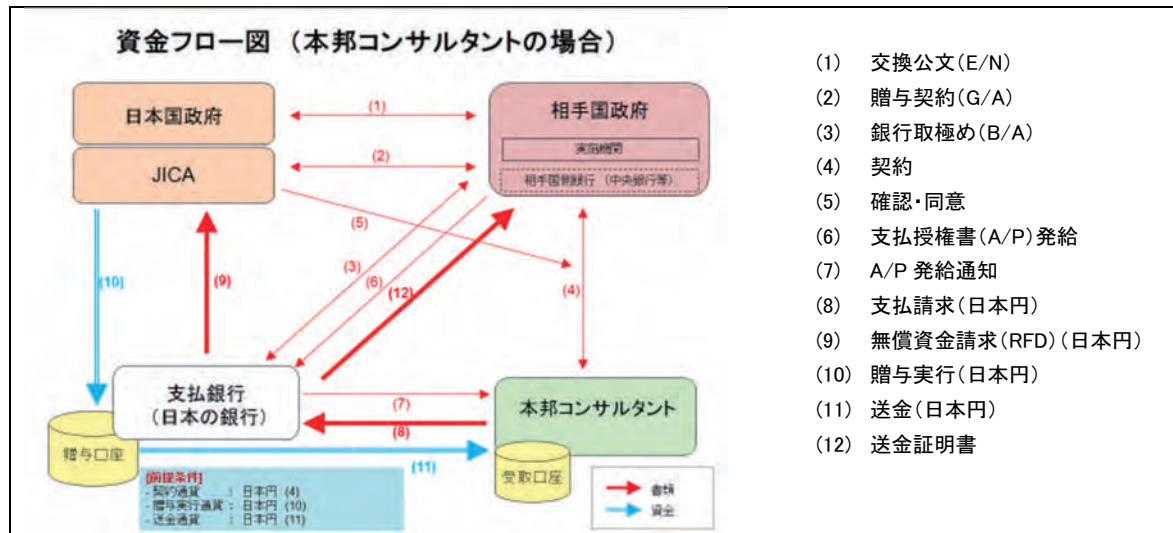 資金フロー図 (本邦コンサルタントの場合)
日本国政府
JICA
相手国政府
実施機関
相手国側銀行 (中央銀行等)
(1)
(2)
(5)
(3)
(6)
(12)
(4)
(10)
(9)
支払銀行
(日本の銀行)
(7)
(8)
本邦コンサルタント
贈与口座
(11)
受取口座
[前提条件]
- 契約通貨 : 日本円 (4)
- 贈与実行通貨 : 日本円 (10)
- 送金通貨 : 日本円 (11)
書類
資金
(1) 交換公文(E/N)
(2) 贈与契約(G/A)
(3) 銀行取極め(B/A)
(4) 契約
(5) 確認・同意
(6) 支払授権書(A/P)発給
(7) A/P 発給通知
(8) 支払請求(日本円)
(9) 無償資金請求(RFD)(日本円)
(10) 贈与実行(日本円)
(11) 送金(日本円)
(12) 送金証明書